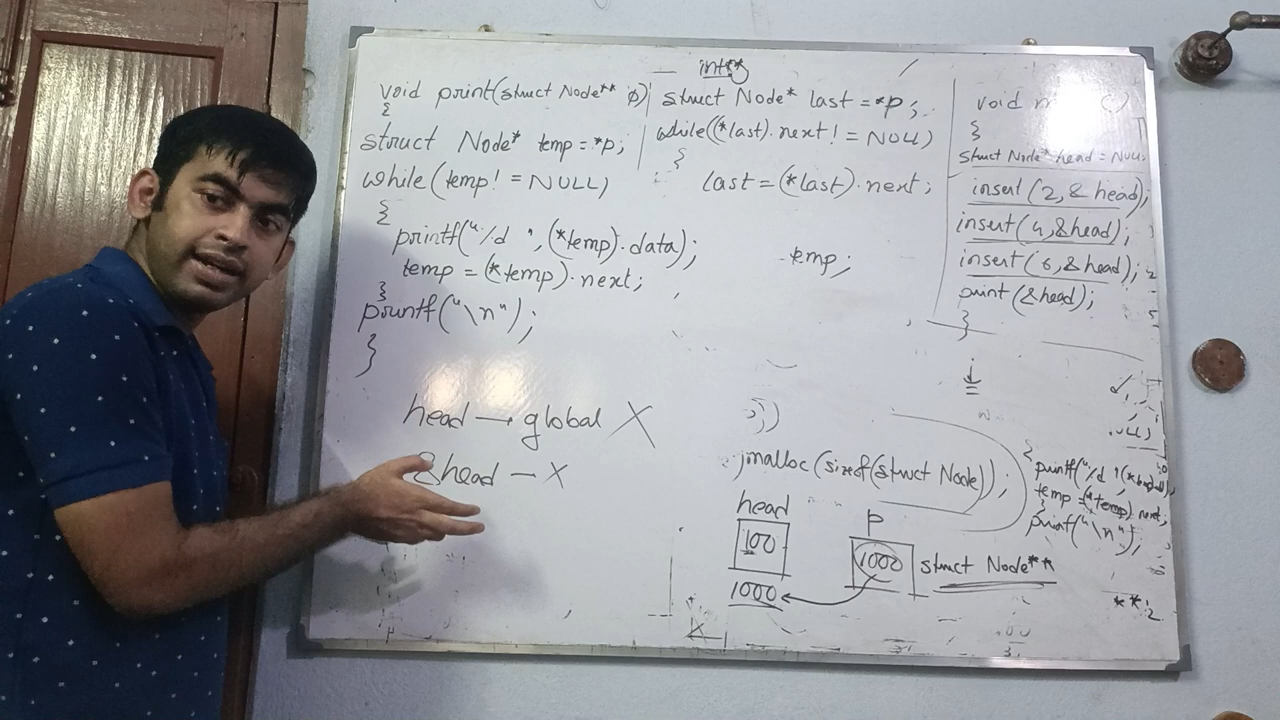 int**
void print(struct Node** p)
{
struct Node* temp = *p;
while(temp! = NULL)
{
printf("/d ", (*temp).data);
temp = (*temp).next;
}
printf("\n");
}
struct Node* last = *p;
while((*last).next! = NULL)
{
last = (*last).next;
temp;
void m ( )
{
struct Node* head = NULL.
insert (2, & head);
insert (4, &head);
insert (6, &head);
print (&head);
}
head → global X
&head – X
malloc(sizeof(struct Node));
head
100
1000
p
1000
struct Node**
{
printf("/d
temp = (*temp).next;
}
printf("\n");
**2